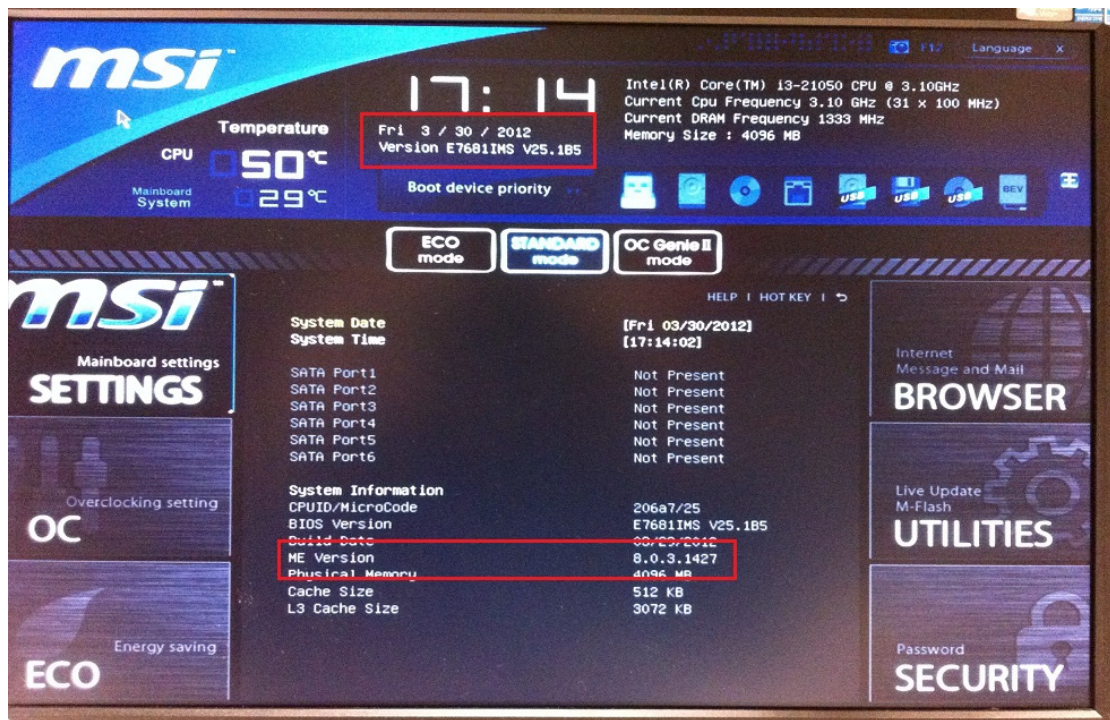 msi
F12 Language X
17:14
Intel(R) Core(TM) i3-21050 CPU @ 3.10GHz
Current Cpu Frequency 3.10 GHz (31 x 100 MHz)
Current DRAM Frequency 1333 MHz
Memory Size : 4096 MB
Temperature
Fri 3 / 30 / 2012
Version E7681IMS V25.1B5
CPU 50°C
Mainboard
System 29°C
Boot device priority
USB USB USB BEV
ECO
mode
STANDARD
mode
OC Genie II
mode
msi
Mainboard settings
SETTINGS
Overclocking setting
OC
Energy saving
ECO
HELP | HOT KEY |
System Date [Fri 03/30/2012]
System Time [17:14:02]
SATA Port1 Not Present
SATA Port2 Not Present
SATA Port3 Not Present
SATA Port4 Not Present
SATA Port5 Not Present
SATA Port6 Not Present
System Information
CPUID/MicroCode 206a7/25
BIOS Version E7681IMS V25.1B5
Build Date 03/29/2012
ME Version 8.0.3.1427
Physical Memory 4096 MB
Cache Size 512 KB
L3 Cache Size 3072 KB
Internet
Message and Mail
BROWSER
Live Update
M-Flash
UTILITIES
Password
SECURITY